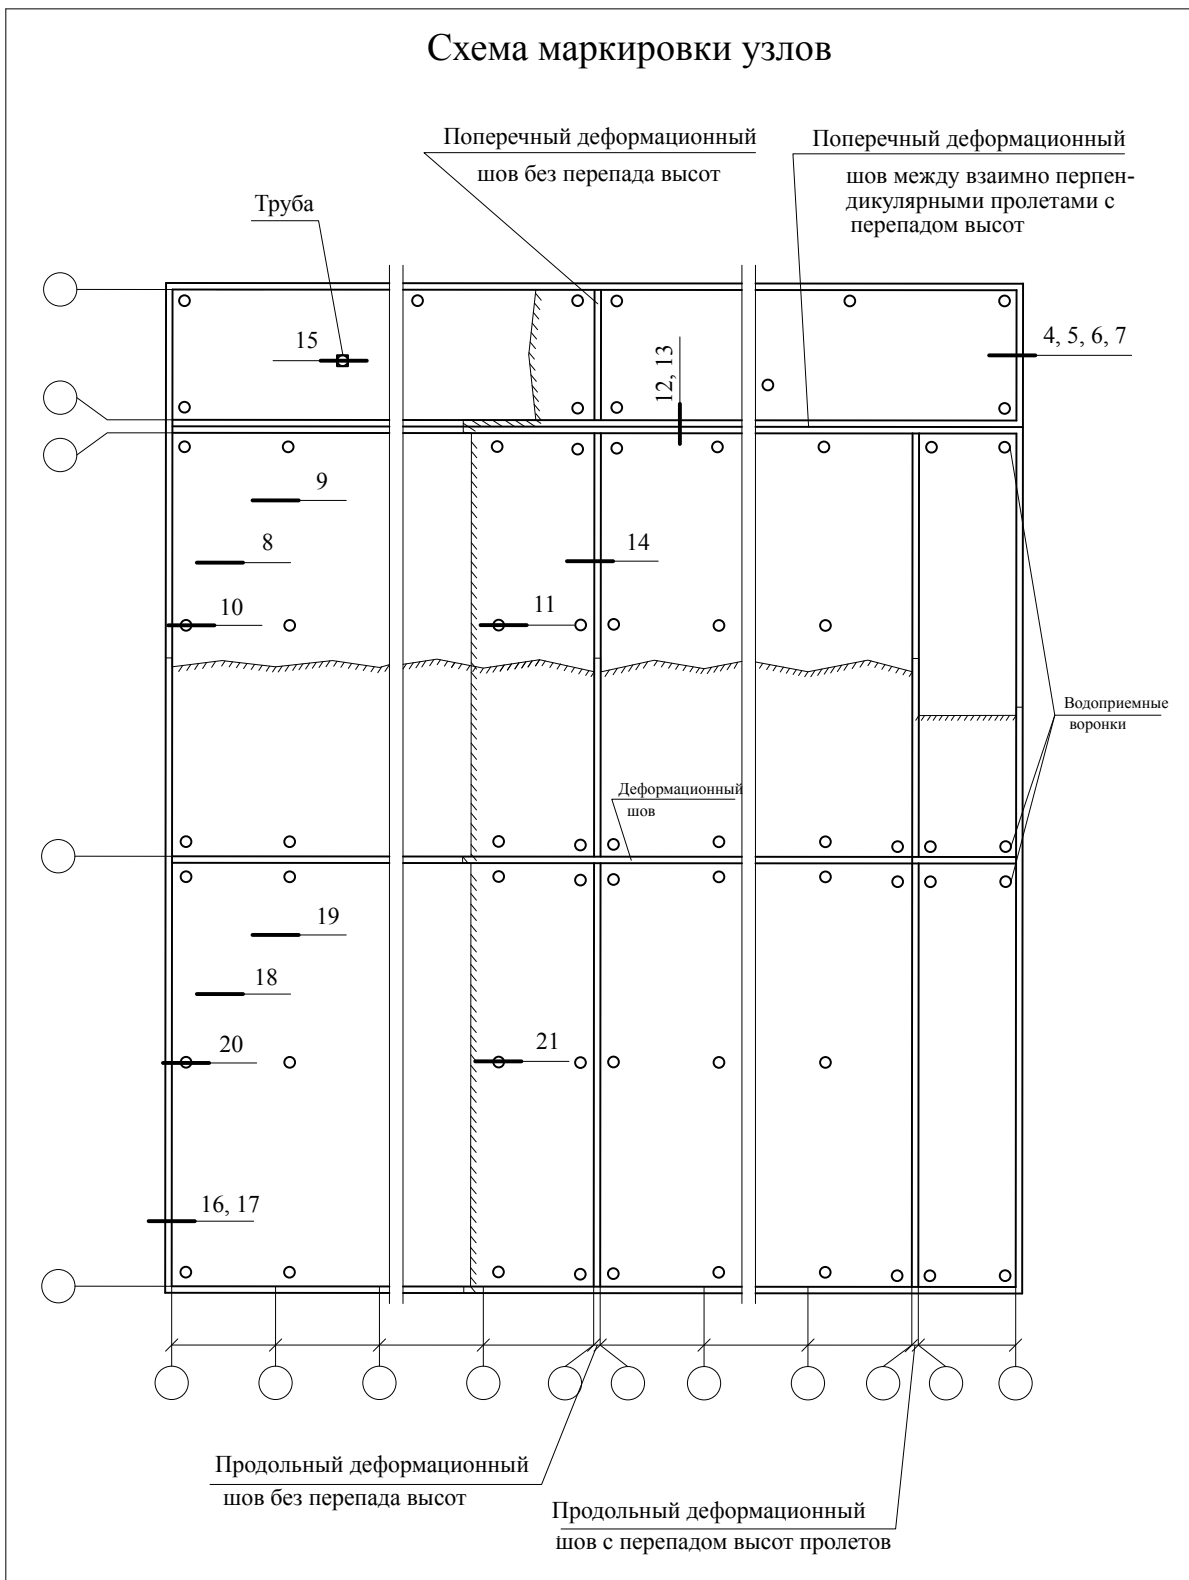 Схема маркировки узлов
Поперечный деформационный
шов без перепада высот
Поперечный деформационный
шов между взаимно перпен-
дикулярными пролетами с
перепадом высот
Труба
15
12, 13
4, 5, 6, 7
9
8
14
10
11
Водоприемные
воронки
Деформационный
шов
19
18
20
21
16, 17
Продольный деформационный
шов без перепада высот
Продольный деформационный
шов с перепадом высот пролетов